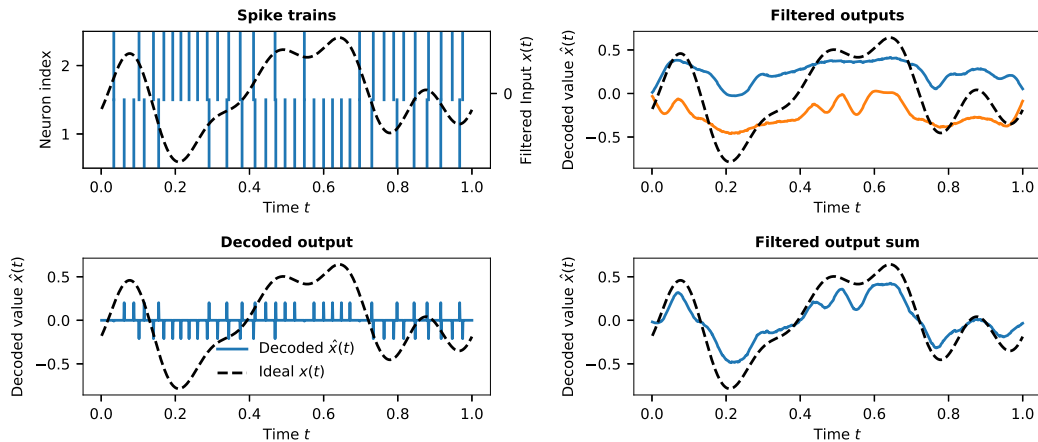 Spike trains
Neuron index
2
1
0
Filtered Input x(t)
0.0 0.2 0.4 0.6 0.8 1.0
Time t
Filtered outputs
Decoded value x̂(t)
0.5
0.0
−0.5
0.0 0.2 0.4 0.6 0.8 1.0
Time t
Decoded output
Decoded value x̂(t)
0.5
0.0
−0.5
Decoded x̂(t)
Ideal x(t)
0.0 0.2 0.4 0.6 0.8 1.0
Time t
Filtered output sum
Decoded value x̂(t)
0.5
0.0
−0.5
0.0 0.2 0.4 0.6 0.8 1.0
Time t